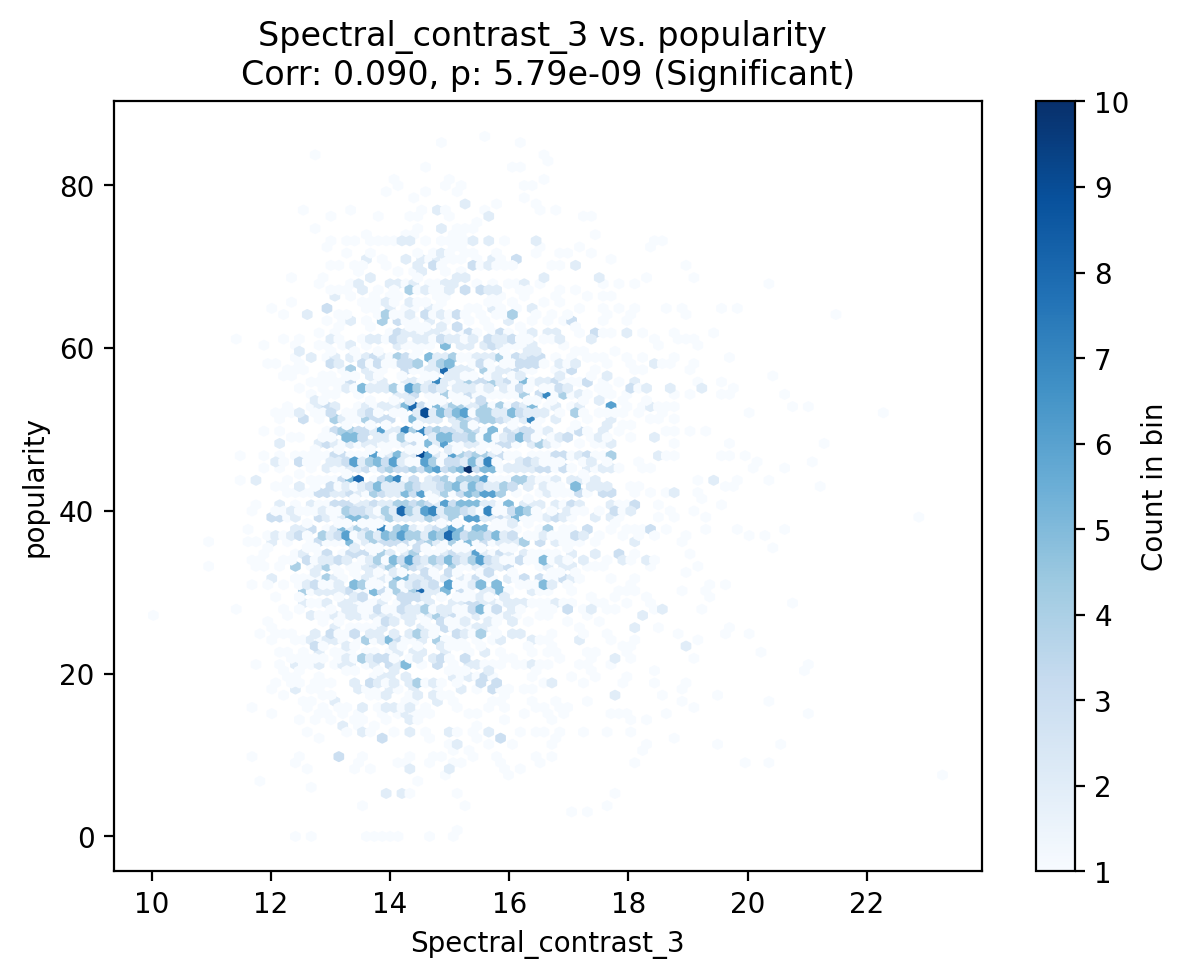 Spectral_contrast_3 vs. popularity
Corr: 0.090, p: 5.79e-09 (Significant)
80
60
40
20
0
popularity
10 12 14 16 18 20 22
Spectral_contrast_3
10
9
8
7
6
5
4
3
2
1
Count in bin